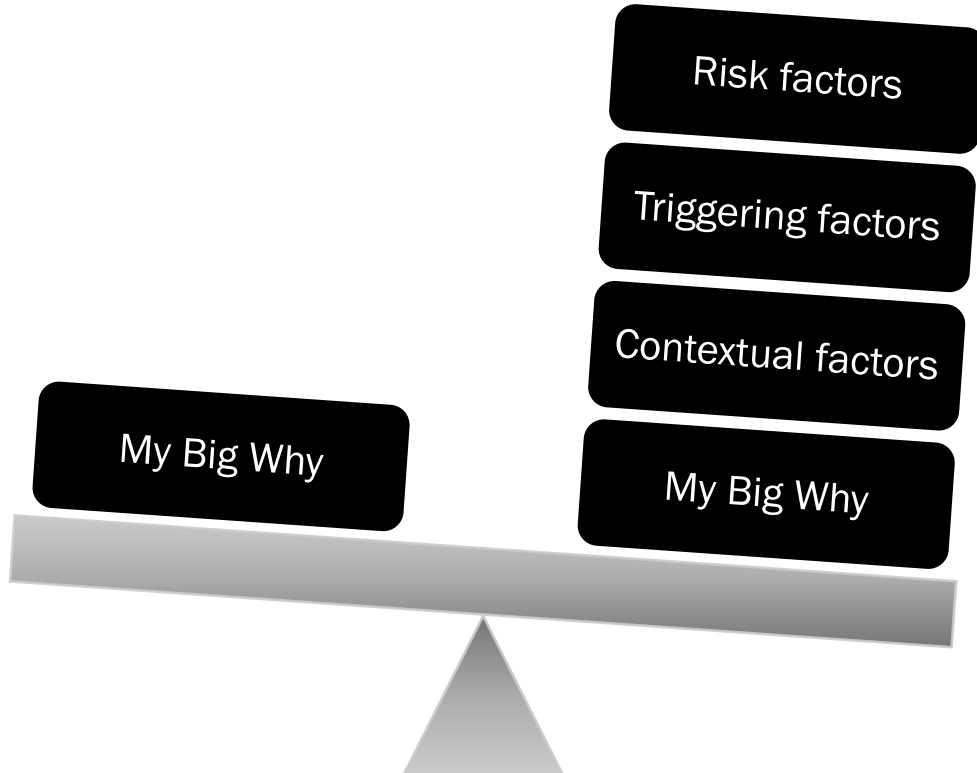 Risk factors
Triggering factors
Contextual factors
My Big Why
My Big Why